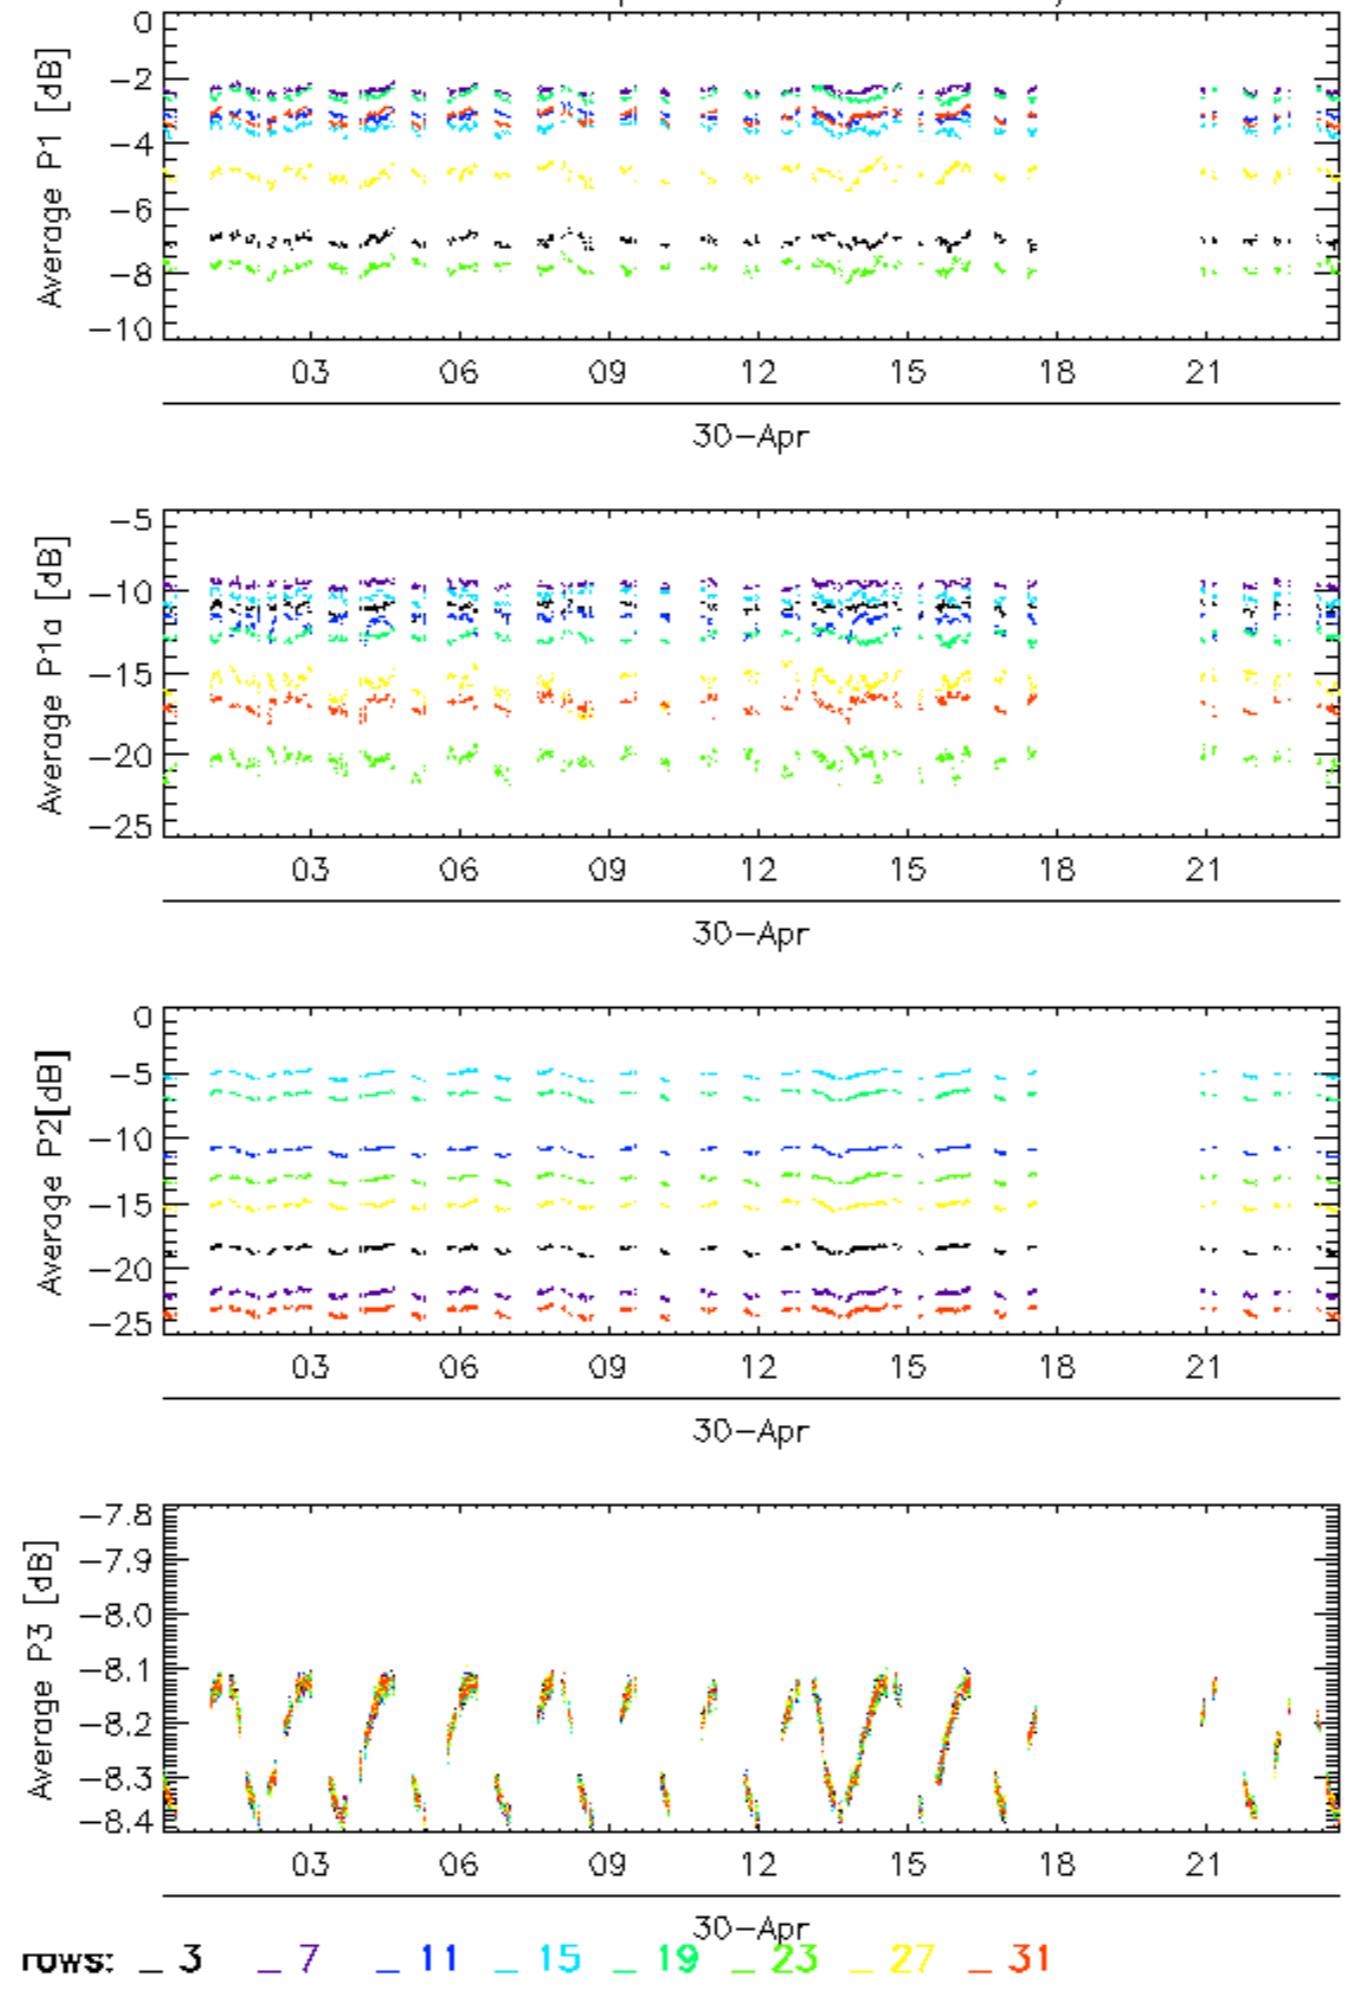 0
Average P1 [dB]
−2
−4
−6
−8
−10
03 06 09 12 15 18 21
30−Apr
−5
Average P1a [dB]
−10
−15
−20
−25
03 06 09 12 15 18 21
30−Apr
0
Average P2[dB]
−5
−10
−15
−20
−25
03 06 09 12 15 18 21
30−Apr
−7.8
Average P3 [dB]
−7.9
−8.0
−8.1
−8.2
−8.3
−8.4
03 06 09 12 15 18 21
30−Apr
rows: _ 3 _ 7 _ 11 _ 15 _ 19 _ 23 _ 27 _ 31